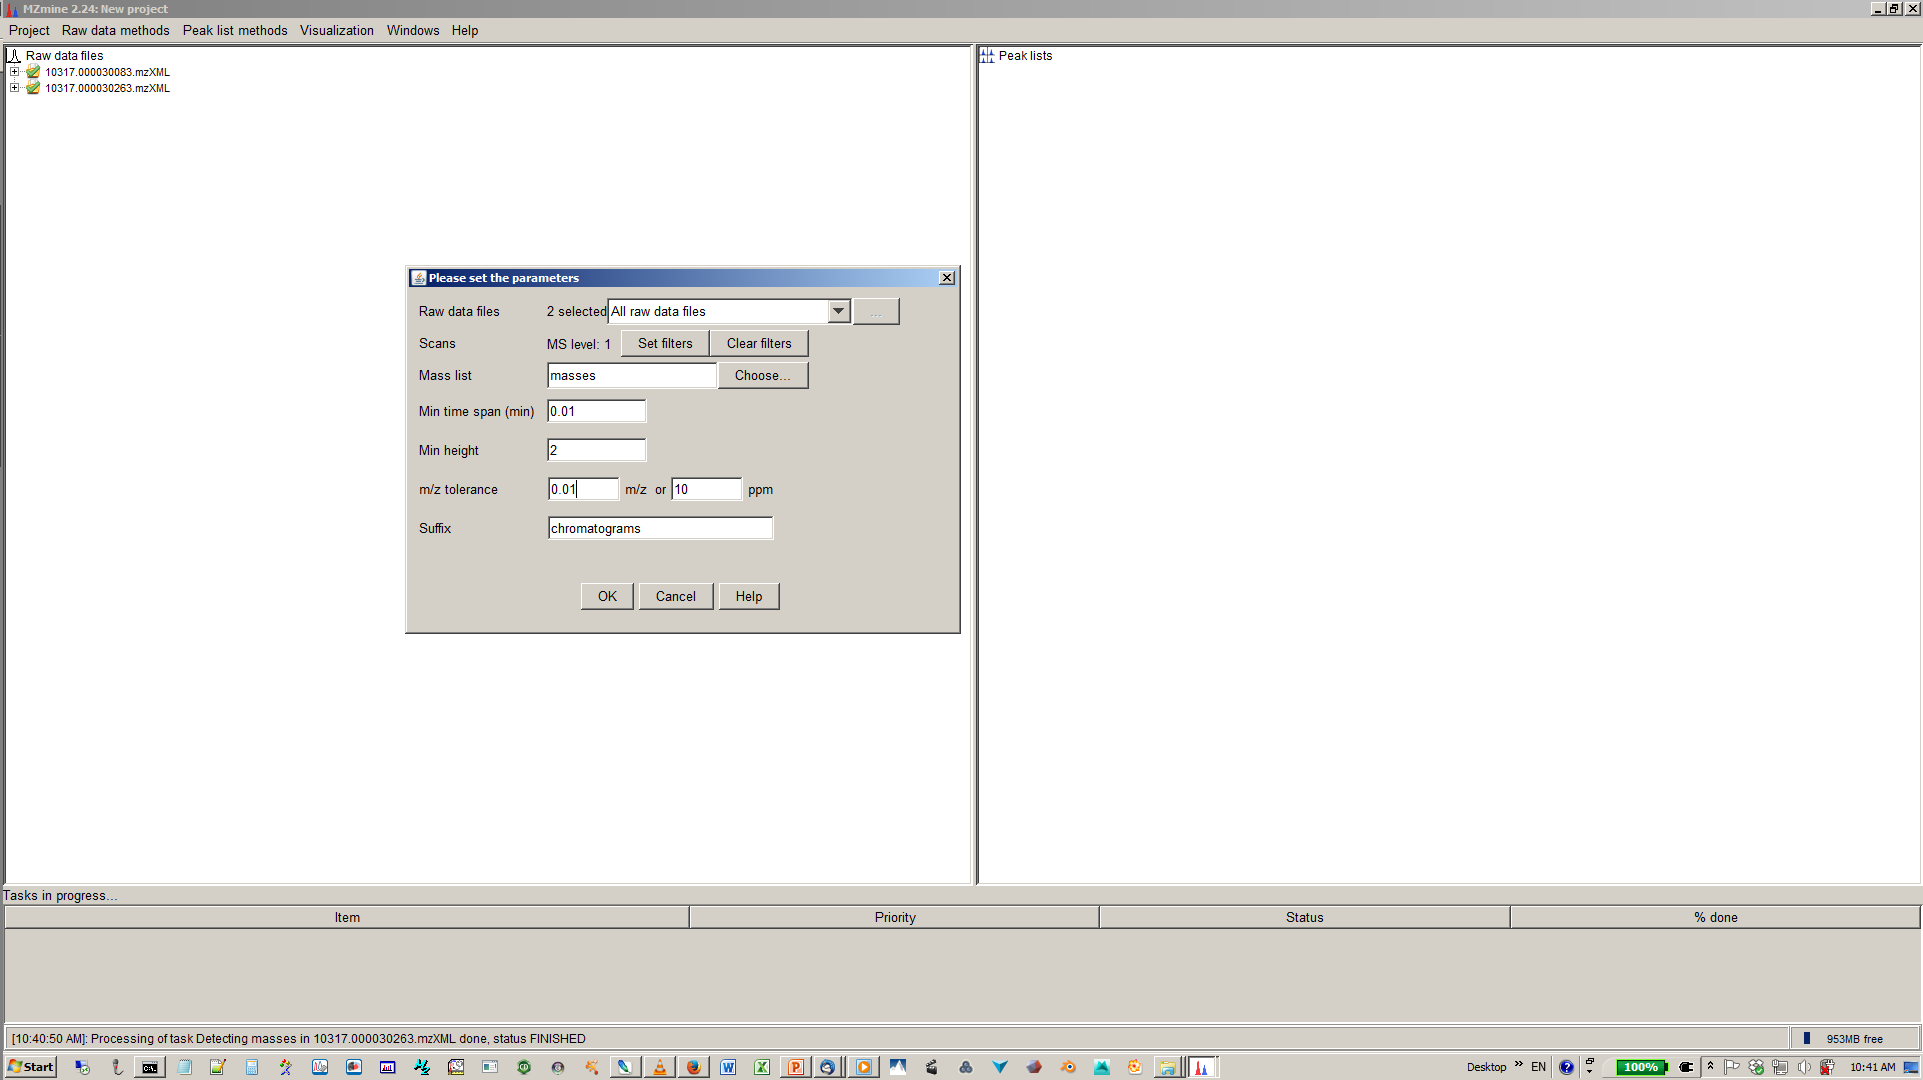 MZmine 2.24: New project
Project Raw data methods Peak list methods Visualization Windows Help
Raw data files
10317.000030083.mzXML
10317.000030263.mzXML
Peak lists
Please set the parameters
Raw data files 2 selected All raw data files ...
Scans MS level: 1 Set filters Clear filters
Mass list masses Choose...
Min time span (min) 0.01
Min height 2
m/z tolerance 0.01 m/z or 10 ppm
Suffix chromatograms
OK Cancel Help
Tasks in progress...
Item Priority Status % done
[10:40:50 AM]: Processing of task Detecting masses in 10317.000030263.mzXML done, status FINISHED
953MB free
Start Desktop » EN 100% 10:41 AM